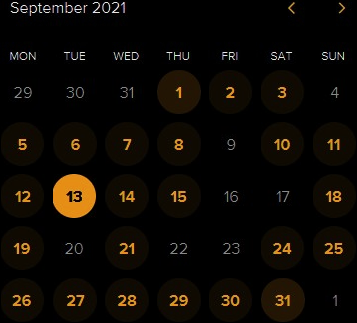 September 2021
MON TUE WED THU FRI SAT SUN
29 30 31 1 2 3 4
5 6 7 8 9 10 11
12 13 14 15 16 17 18
19 20 21 22 23 24 25
26 27 28 29 30 31 1